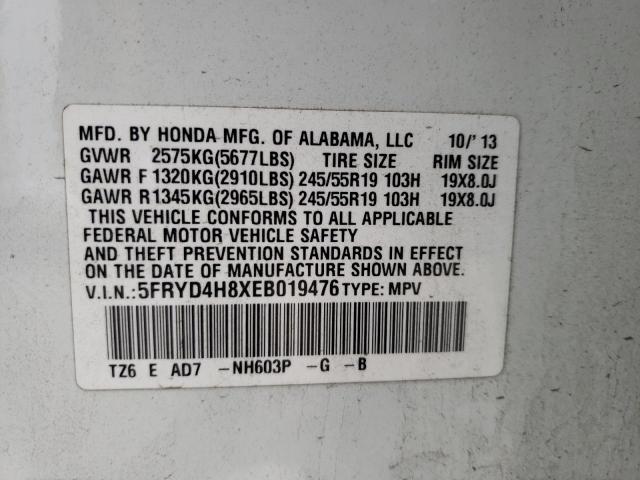 MFD. BY HONDA MFG. OF ALABAMA, LLC 10/'13
GVWR 2575KG(5677LBS) TIRE SIZE RIM SIZE
GAWR F 1320KG(2910LBS) 245/55R19 103H 19X8.0J
GAWR R 1345KG(2965LBS) 245/55R19 103H 19X8.0J
THIS VEHICLE CONFORMS TO ALL APPLICABLE
FEDERAL MOTOR VEHICLE SAFETY
AND THEFT PREVENTION STANDARDS IN EFFECT
ON THE DATE OF MANUFACTURE SHOWN ABOVE.
V.I.N.: 5FRYD4H8XEB019476 TYPE: MPV
TZ6 E AD7 -NH603P -G -B